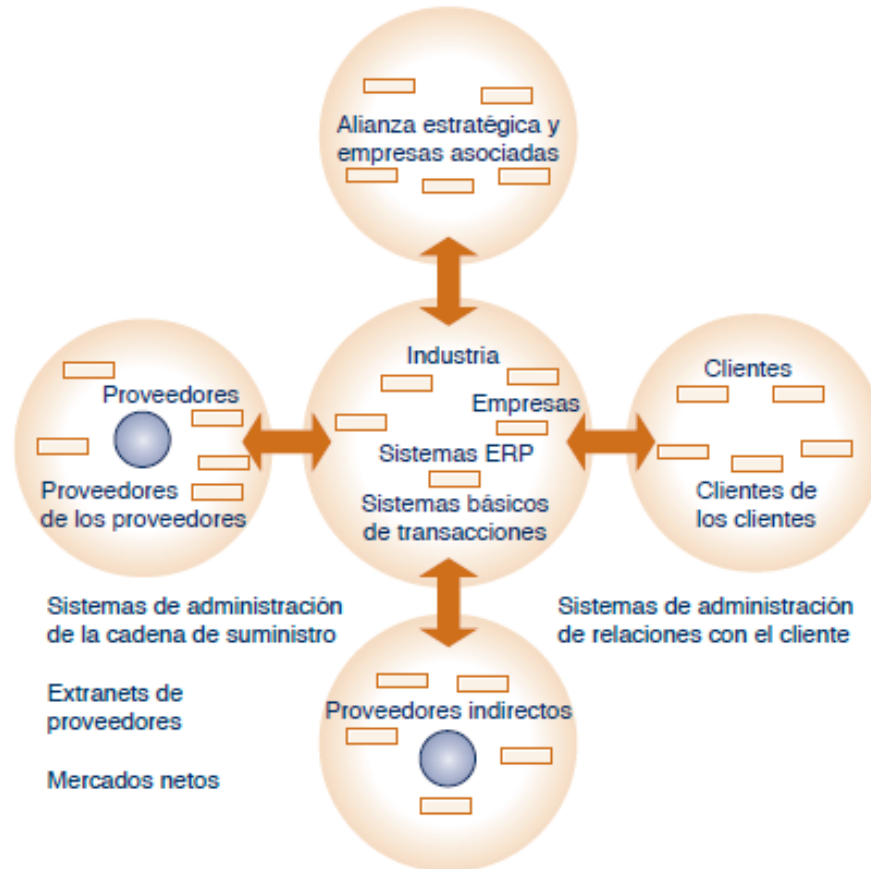 Alianza estratégica y
empresas asociadas
Industria
Empresas
Sistemas ERP
Sistemas básicos
de transacciones
Proveedores
Proveedores
de los proveedores
Clientes
Clientes de
los clientes
Sistemas de administración
de la cadena de suministro
Extranets de
proveedores
Mercados netos
Sistemas de administración
de relaciones con el cliente
Proveedores indirectos